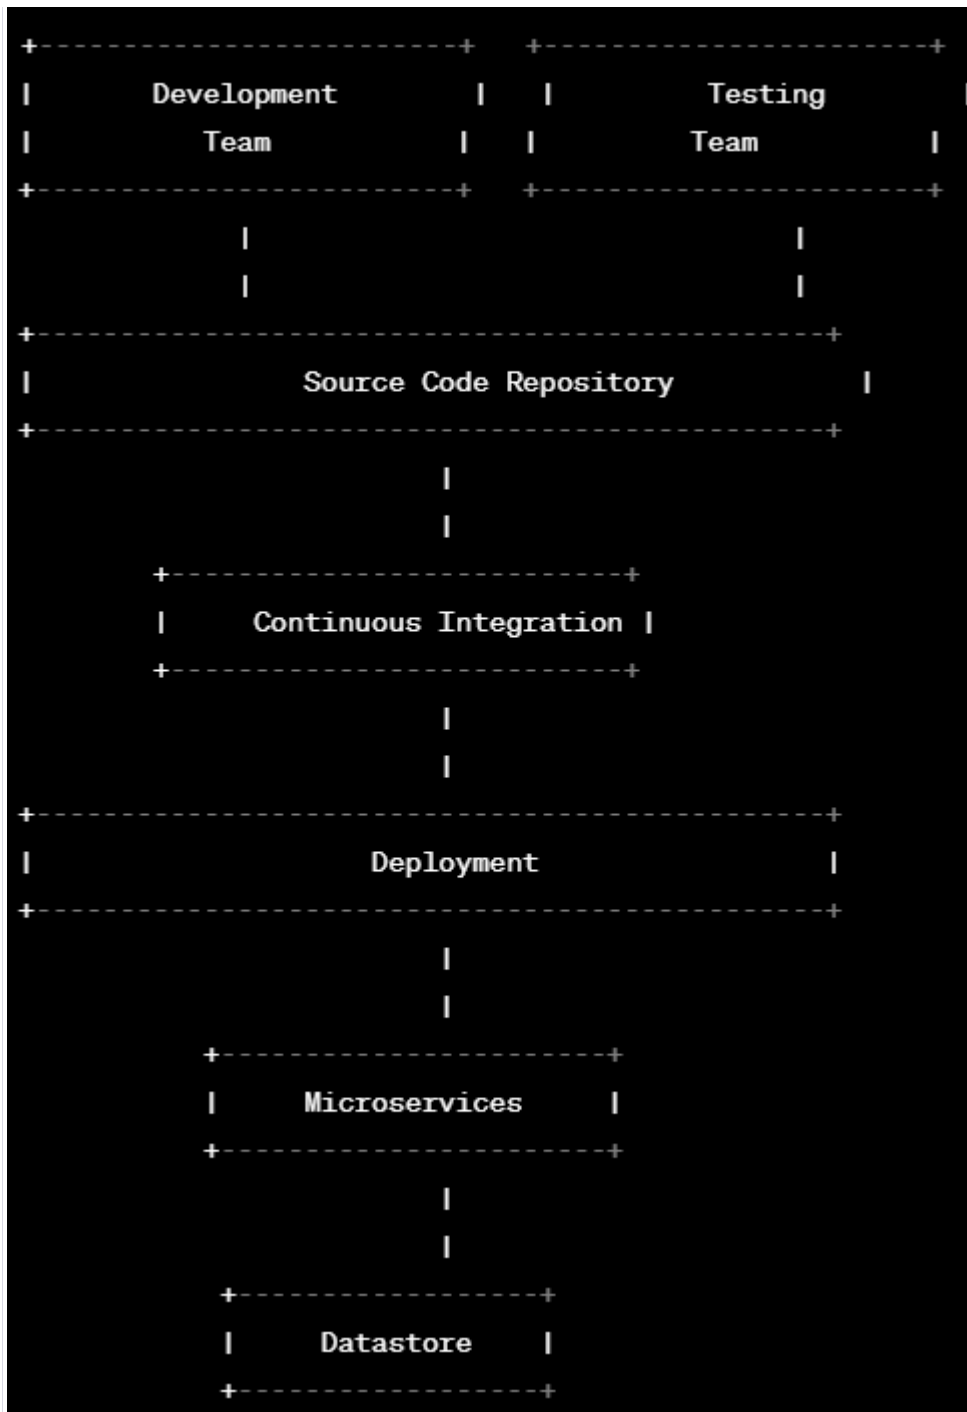 Development Testing
Team Team
Source Code Repository
Continuous Integration
Deployment
Microservices
Datastore